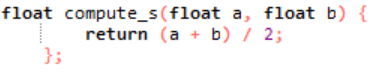 float compute_s(float a, float b) {
return (a + b) / 2;
};